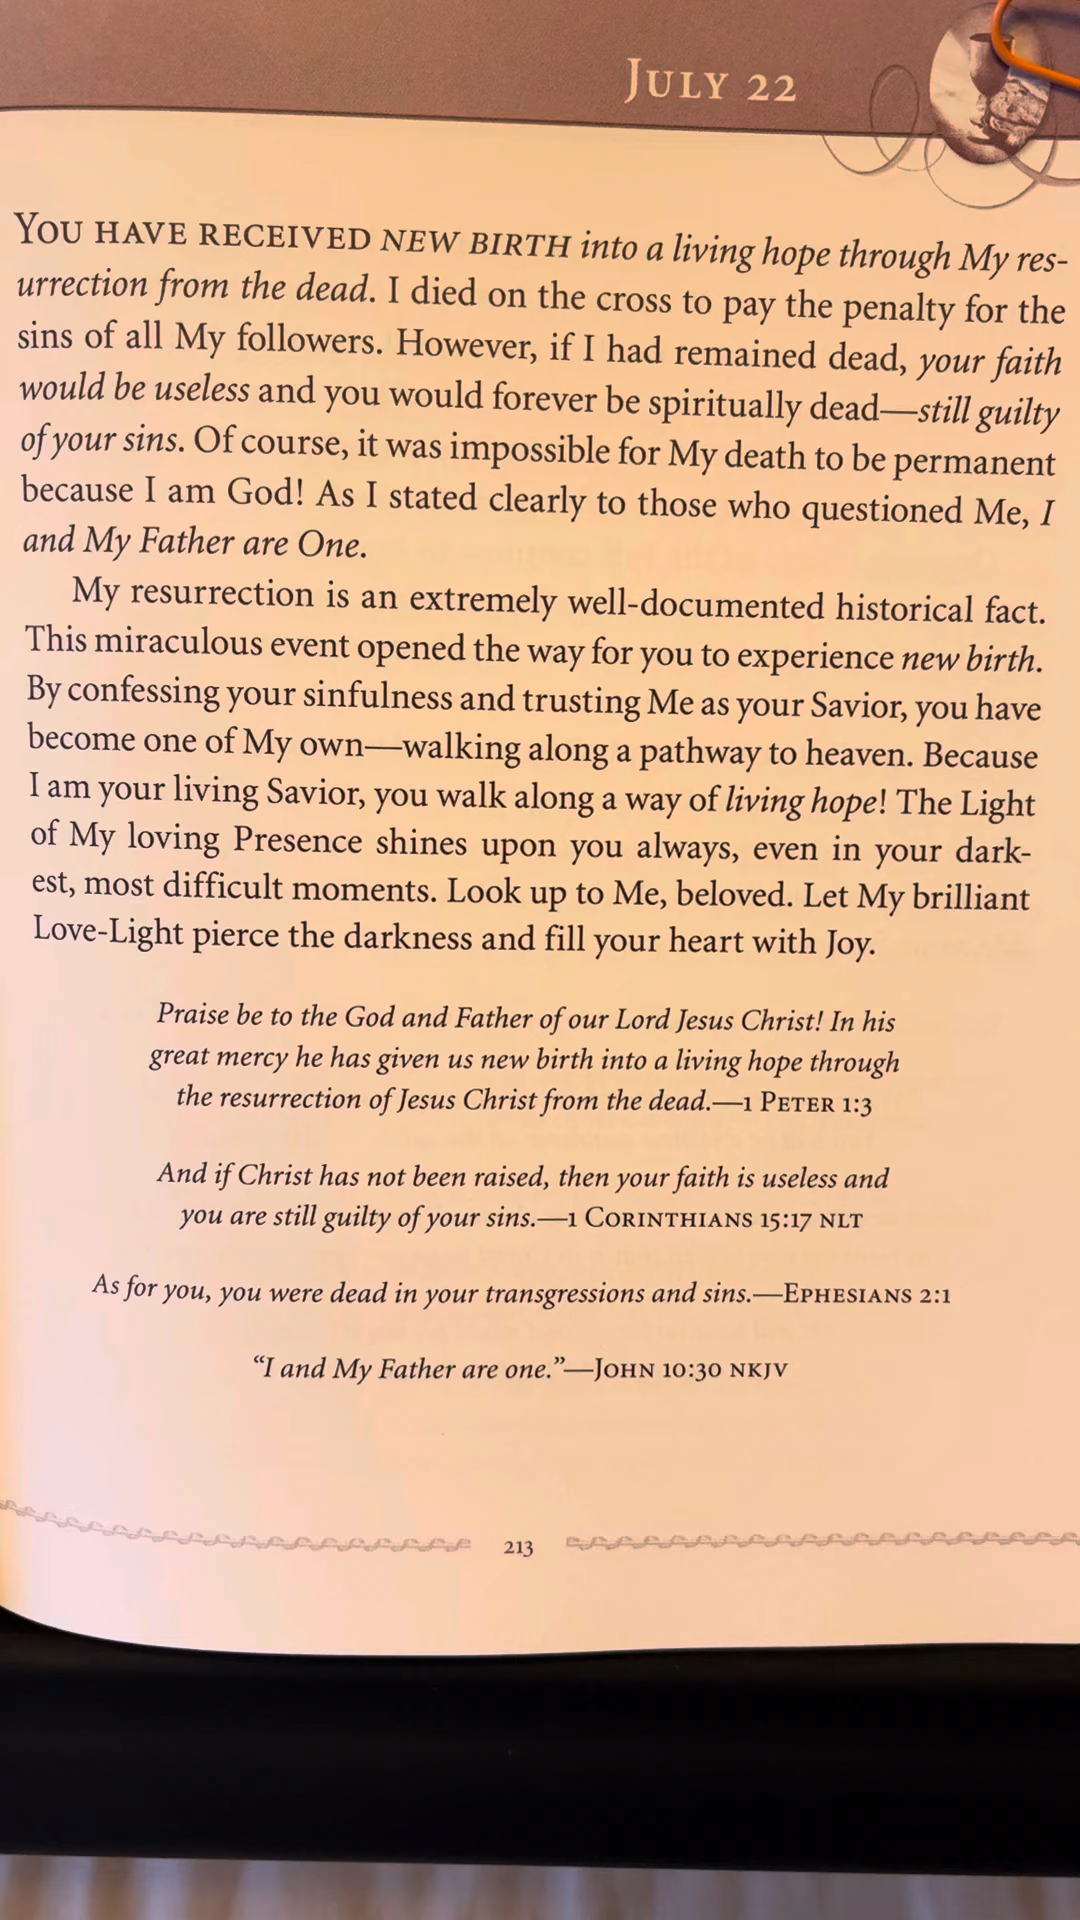 July 22
You have received new birth into a living hope through My res-
urrection from the dead. I died on the cross to pay the penalty for the
sins of all My followers. However, if I had remained dead, your faith
would be useless and you would forever be spiritually dead—still guilty
of your sins. Of course, it was impossible for My death to be permanent
because I am God! As I stated clearly to those who questioned Me, I
and My Father are One.
My resurrection is an extremely well-documented historical fact.
This miraculous event opened the way for you to experience new birth.
By confessing your sinfulness and trusting Me as your Savior, you have
become one of My own—walking along a pathway to heaven. Because
I am your living Savior, you walk along a way of living hope! The Light
of My loving Presence shines upon you always, even in your dark-
est, most difficult moments. Look up to Me, beloved. Let My brilliant
Love-Light pierce the darkness and fill your heart with Joy.
Praise be to the God and Father of our Lord Jesus Christ! In his
great mercy he has given us new birth into a living hope through
the resurrection of Jesus Christ from the dead.—1 Peter 1:3
And if Christ has not been raised, then your faith is useless and
you are still guilty of your sins.—1 Corinthians 15:17 NLT
As for you, you were dead in your transgressions and sins.—Ephesians 2:1
“I and My Father are one.”—John 10:30 NKJV
213